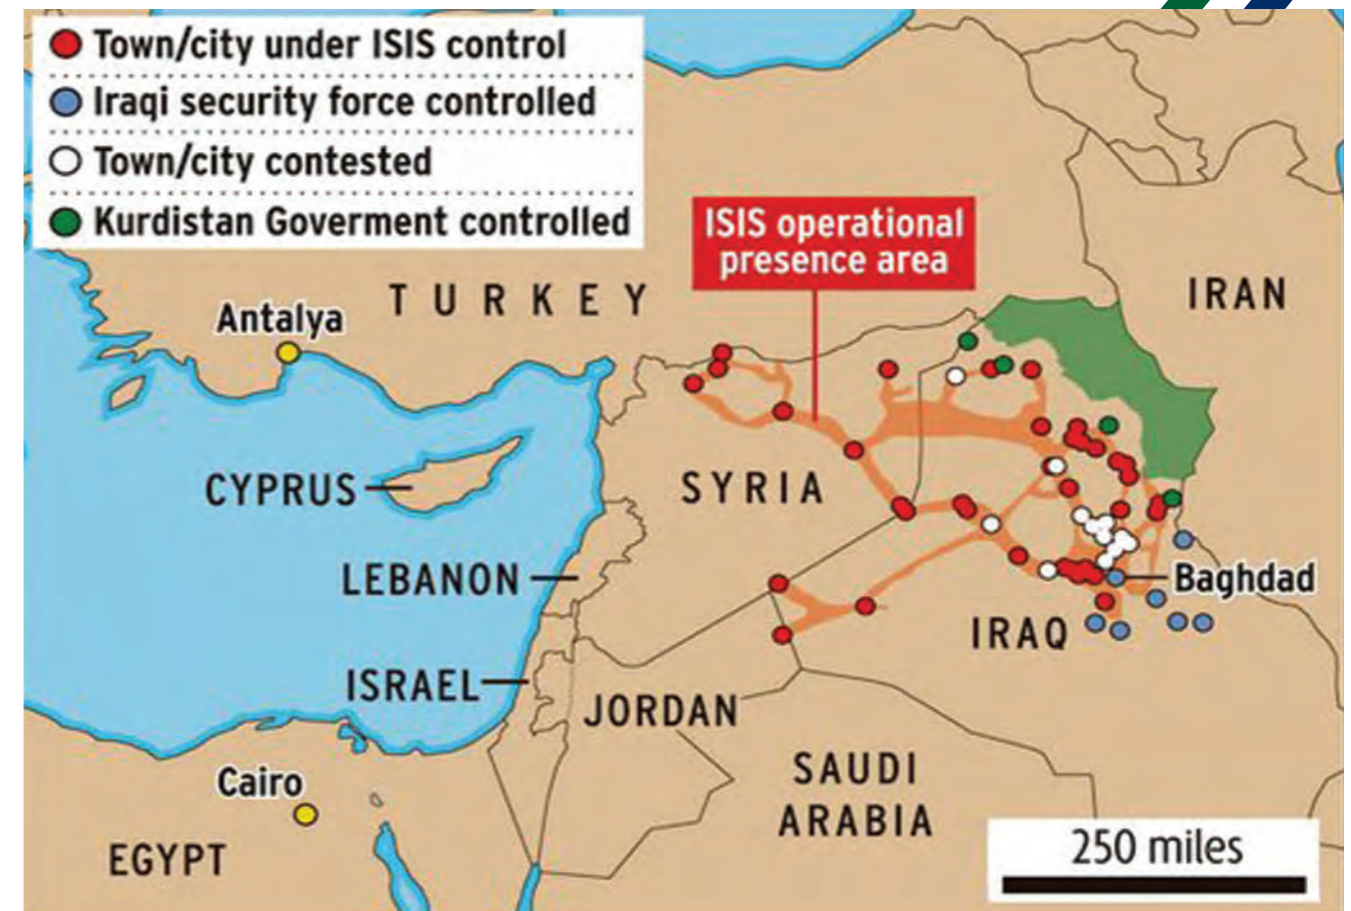 Town/city under ISIS control
Iraqi security force controlled
Town/city contested
Kurdistan Goverment controlled
ISIS operational
presence area
TURKEY
IRAN
Antalya
CYPRUS
SYRIA
LEBANON
Baghdad
IRAQ
ISRAEL
JORDAN
Cairo
SAUDI
ARABIA
EGYPT
250 miles